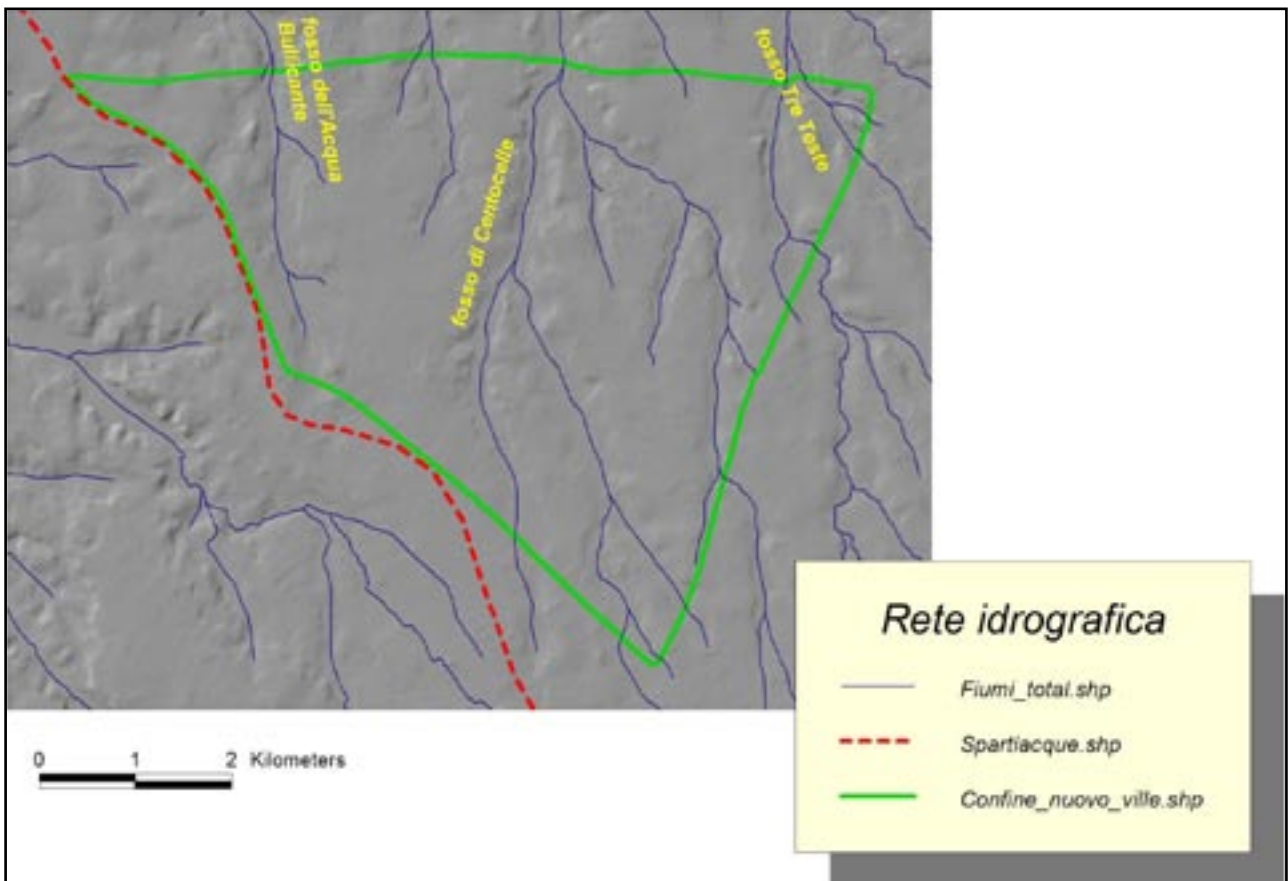 fosso dell'Acqua
Bullicante
fosso di Centocelle
fosso Tre Teste
Rete idrografica
Fiumi_total.shp
Spartiacque.shp
Confine_nuovo_ville.shp
0 1 2 Kilometers